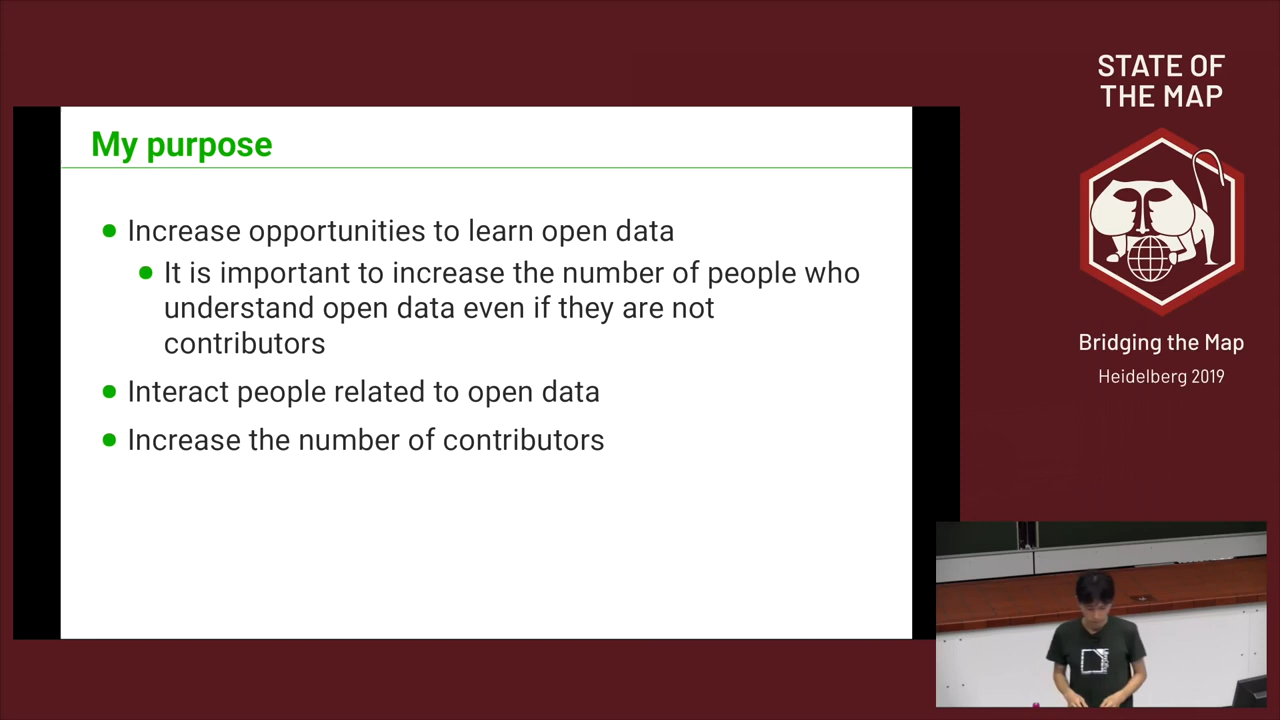 STATE OF
THE MAP
My purpose
Increase opportunities to learn open data
It is important to increase the number of people who
understand open data even if they are not
contributors
Interact people related to open data
Increase the number of contributors
Bridging the Map
Heidelberg 2019